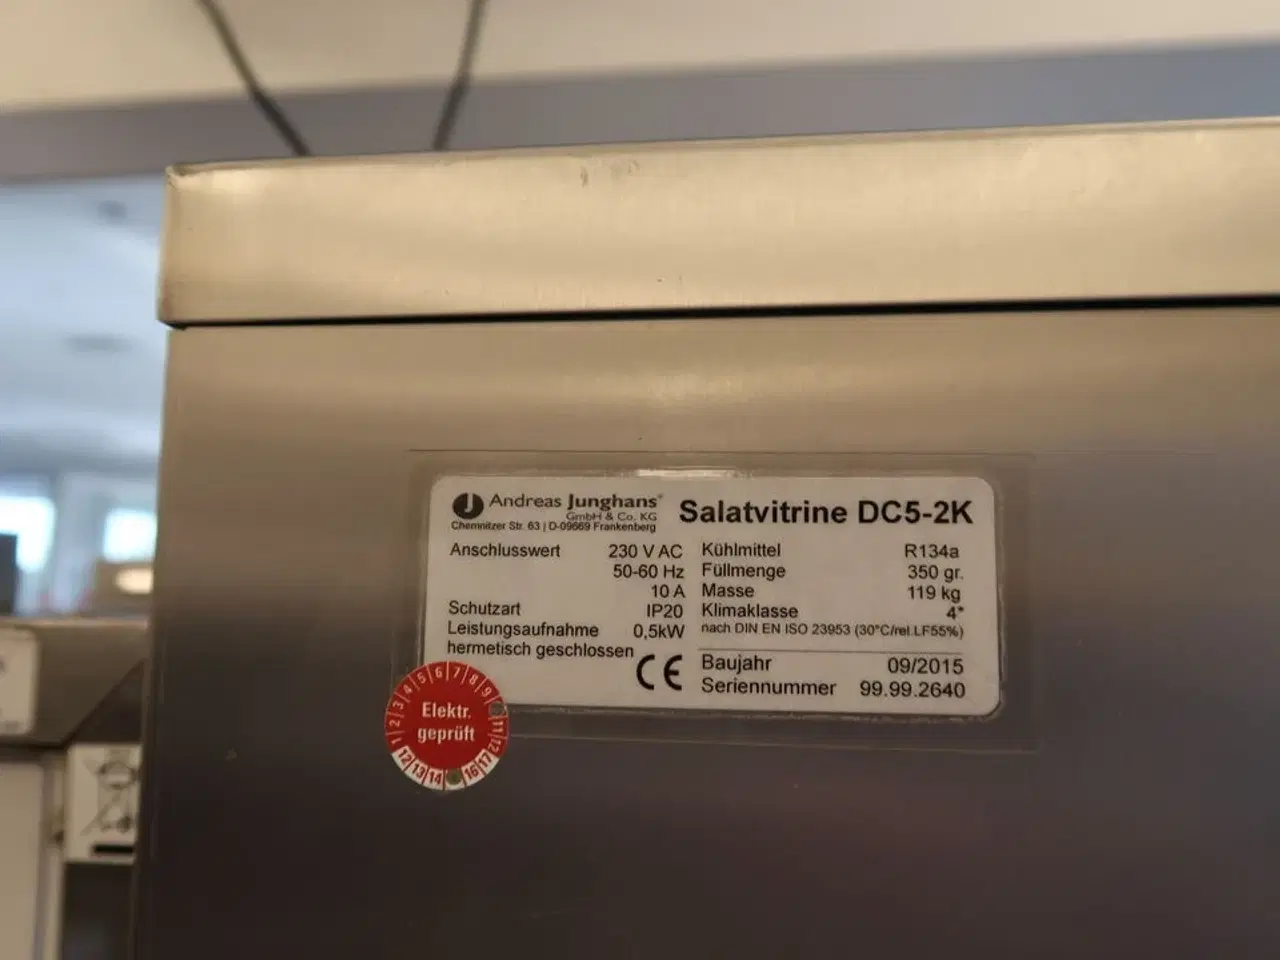 Andreas Junghans®
GmbH & Co. KG
Chemnitzer Str. 63 | D-09669 Frankenberg
Salatvitrine DC5-2K
Anschlusswert 230 V AC
50-60 Hz
10 A
Schutzart IP20
Leistungsaufnahme 0,5kW
hermetisch geschlossen
CE
Kühlmittel R134a
Füllmenge 350 gr.
Masse 119 kg
Klimaklasse 4*
nach DIN EN ISO 23953 (30°C/rel.LF55%)
Baujahr 09/2015
Seriennummer 99.99.2640
1 2 3 4 5 6 7 8 9 11 12
Elektr.
geprüft
12 13 14 16 17